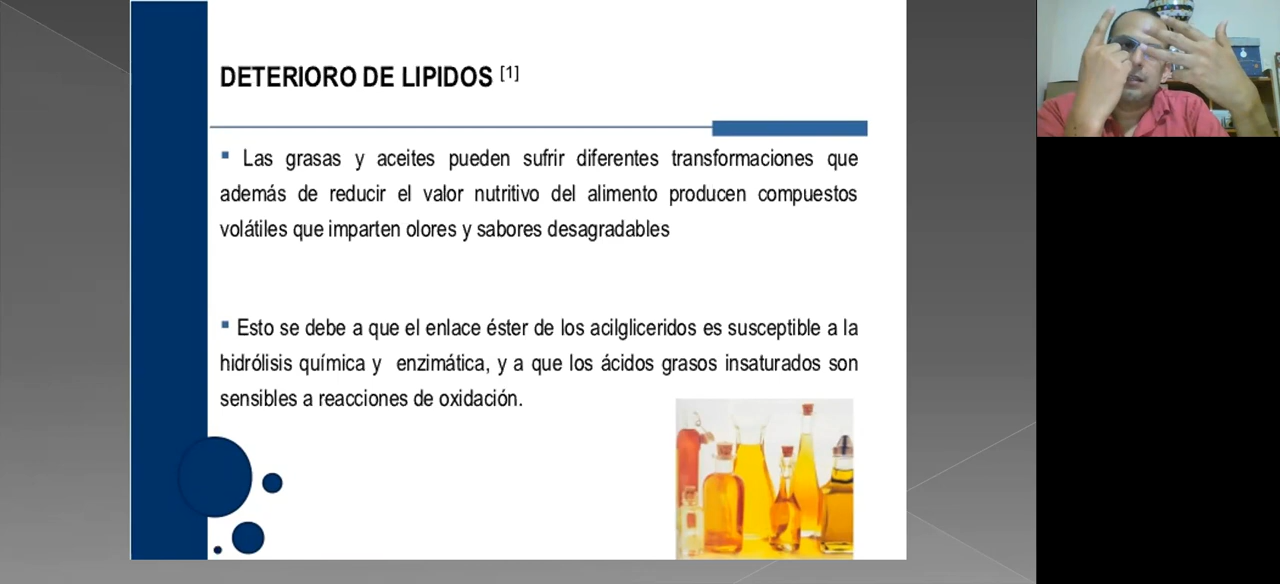 DETERIORO DE LIPIDOS [1]
▪ Las grasas y aceites pueden sufrir diferentes transformaciones que
además de reducir el valor nutritivo del alimento producen compuestos
volátiles que imparten olores y sabores desagradables
▪ Esto se debe a que el enlace éster de los acilgliceridos es susceptible a la
hidrólisis química y enzimática, y a que los ácidos grasos insaturados son
sensibles a reacciones de oxidación.